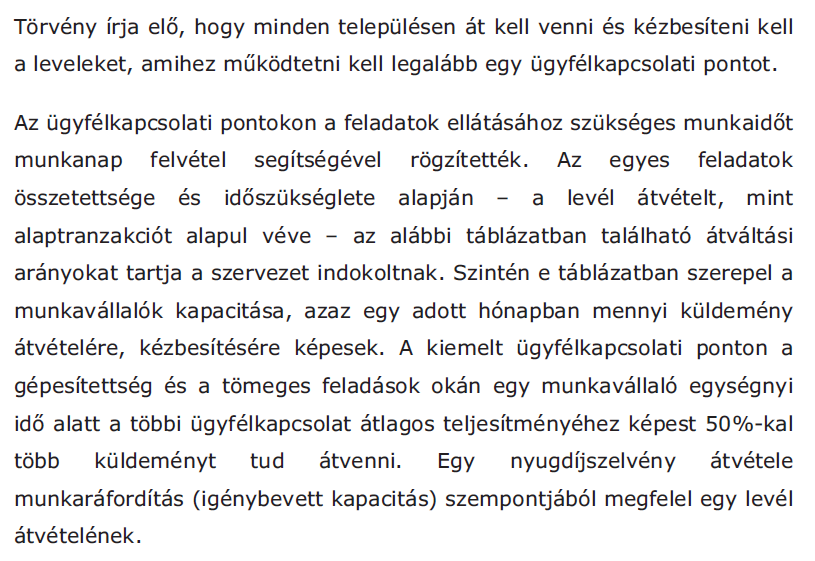 Törvény írja elő, hogy minden településen át kell venni és kézbesíteni kell
a leveleket, amihez működtetni kell legalább egy ügyfélkapcsolati pontot.
Az ügyfélkapcsolati pontokon a feladatok ellátásához szükséges munkaidőt
munkanap felvétel segítségével rögzítették. Az egyes feladatok
összetettsége és időszükséglete alapján – a levél átvételt, mint
alaptranzakciót alapul véve – az alábbi táblázatban található átváltási
arányokat tartja a szervezet indokoltnak. Szintén e táblázatban szerepel a
munkavállalók kapacitása, azaz egy adott hónapban mennyi küldemény
átvételére, kézbesítésére képesek. A kiemelt ügyfélkapcsolati ponton a
gépesítettség és a tömeges feladások okán egy munkavállaló egységnyi
idő alatt a többi ügyfélkapcsolat átlagos teljesítményéhez képest 50%-kal
több küldeményt tud átvenni. Egy nyugdíjszelvény átvétele
munkaráfordítás (igénybevett kapacitás) szempontjából megfelel egy levél
átvételének.